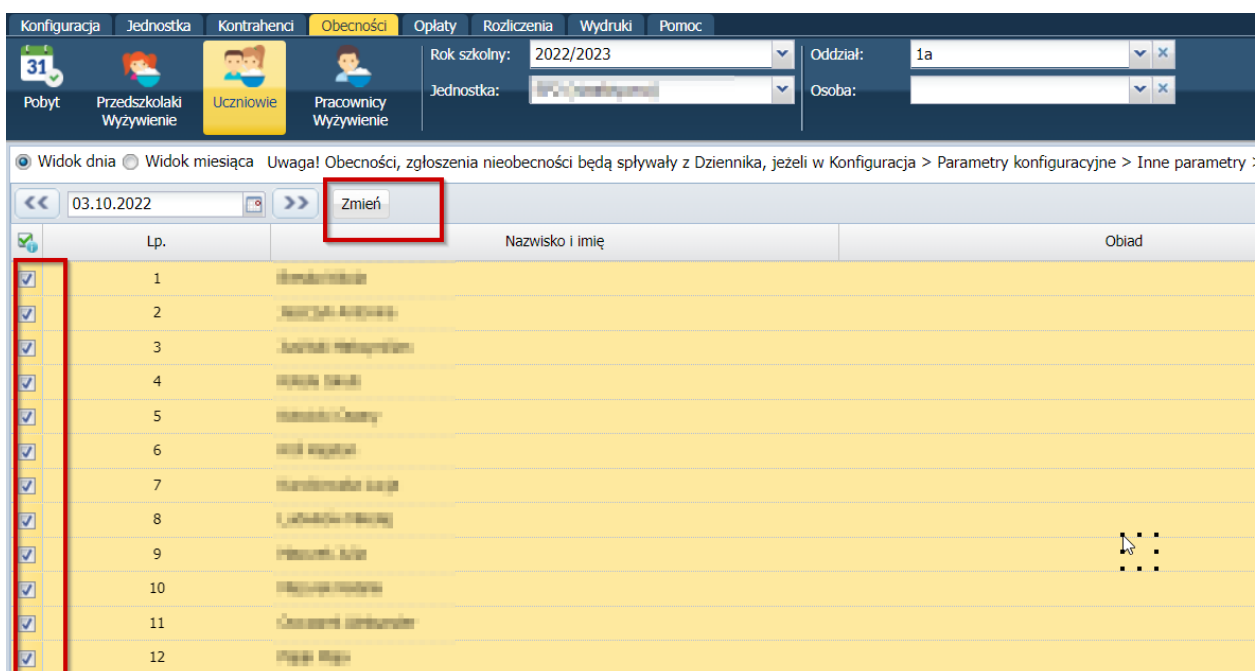 Konfiguracja Jednostka Kontrahenci Obecności Opłaty Rozliczenia Wydruki Pomoc
31
Pobyt
Przedszkolaki Wyżywienie
Uczniowie
Pracownicy Wyżywienie
Rok szkolny: 2022/2023
Jednostka:
Oddział: 1a
Osoba:
Widok dnia Widok miesiąca Uwaga! Obecności, zgłoszenia nieobecności będą spływały z Dziennika, jeżeli w Konfiguracja > Parametry konfiguracyjne > Inne parametry >
<< 03.10.2022 >> Zmień
Lp. Nazwisko i imię Obiad
1
2
3
4
5
6
7
8
9
10
11
12